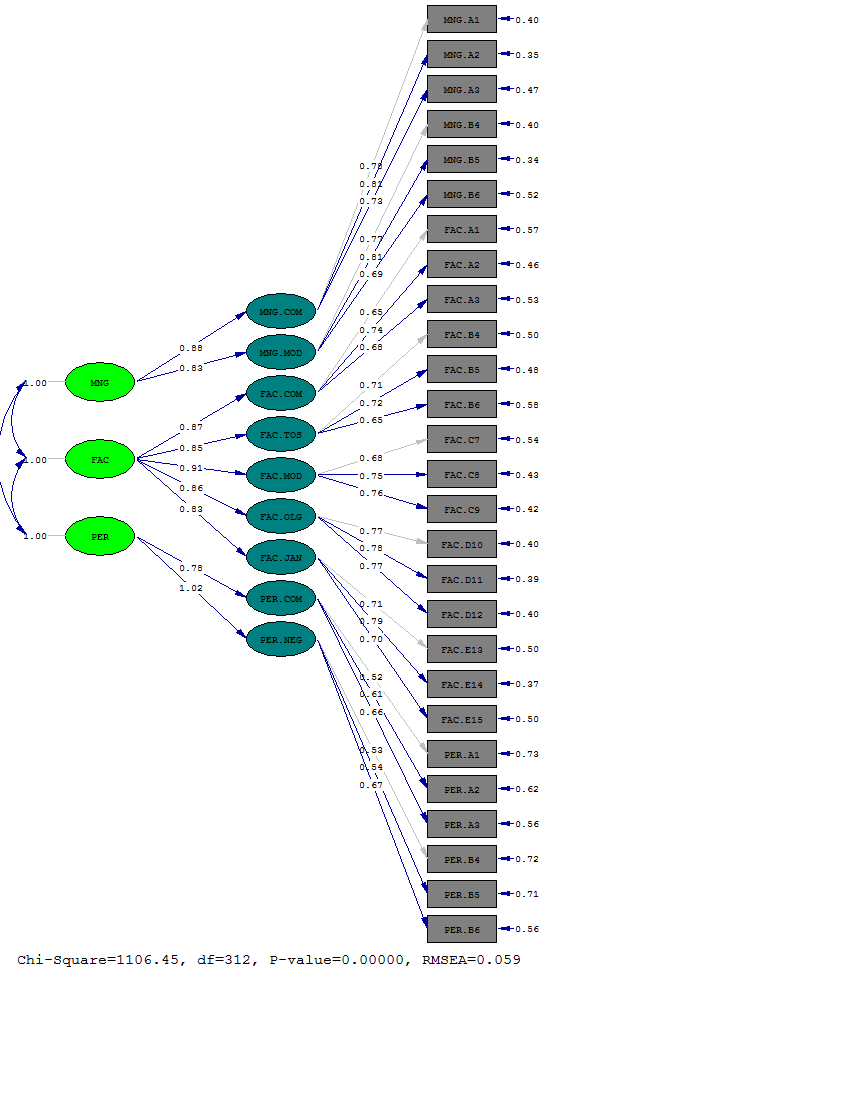 MNG.A1 0.40
MNG.A2 0.35
MNG.A3 0.47
MNG.B4 0.40
MNG.B5 0.34
MNG.B6 0.52
FAC.A1 0.57
FAC.A2 0.46
FAC.A3 0.53
FAC.B4 0.50
FAC.B5 0.48
FAC.B6 0.58
FAC.C7 0.54
FAC.C8 0.43
FAC.C9 0.42
FAC.D10 0.40
FAC.D11 0.39
FAC.D12 0.40
FAC.E13 0.50
FAC.E14 0.37
FAC.E15 0.50
PER.A1 0.73
PER.A2 0.62
PER.A3 0.56
PER.B4 0.72
PER.B5 0.71
PER.B6 0.56
0.73
0.77
0.81
0.69
0.65
0.74
0.68
0.71
0.72
0.65
0.68
0.75
0.76
0.77
0.78
0.77
0.71
0.79
0.70
0.52
0.61
0.66
0.53
0.54
0.67
MNG.COM
MNG.MOD
FAC.COM
FAC.TOS
FAC.MOD
FAC.OLG
FAC.JAN
PER.COM
PER.NEG
0.88
0.83
0.87
0.85
0.91
0.86
0.83
0.78
1.02
1.00 MNG
1.00 FAC
1.00 PER
Chi-Square=1106.45, df=312, P-value=0.00000, RMSEA=0.059